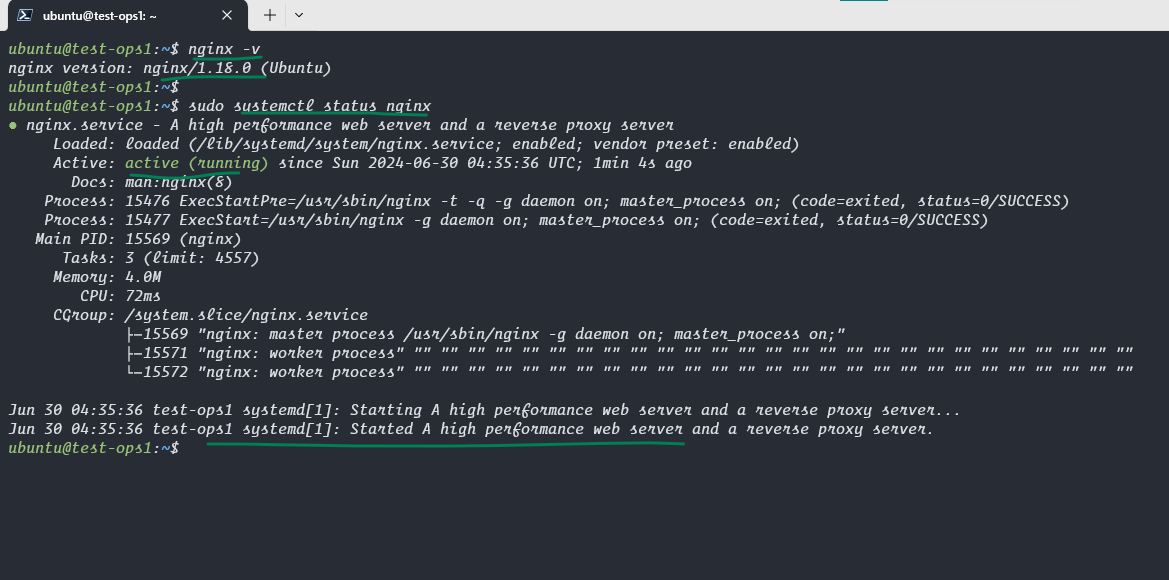 ubuntu@test-ops1: ~
ubuntu@test-ops1:~$ nginx -v
nginx version: nginx/1.18.0 (Ubuntu)
ubuntu@test-ops1:~$
ubuntu@test-ops1:~$ sudo systemctl status nginx
● nginx.service - A high performance web server and a reverse proxy server
     Loaded: loaded (/lib/systemd/system/nginx.service; enabled; vendor preset: enabled)
     Active: active (running) since Sun 2024-06-30 04:35:36 UTC; 1min 4s ago
       Docs: man:nginx(8)
    Process: 15476 ExecStartPre=/usr/sbin/nginx -t -q -g daemon on; master_process on; (code=exited, status=0/SUCCESS)
    Process: 15477 ExecStart=/usr/sbin/nginx -g daemon on; master_process on; (code=exited, status=0/SUCCESS)
   Main PID: 15569 (nginx)
      Tasks: 3 (limit: 4557)
     Memory: 4.0M
        CPU: 72ms
     CGroup: /system.slice/nginx.service
             ├─15569 "nginx: master process /usr/sbin/nginx -g daemon on; master_process on;"
             ├─15571 "nginx: worker process" "" "" "" "" "" "" "" "" "" "" "" "" "" "" "" "" "" "" "" "" "" "" "" "" "" "" ""
             └─15572 "nginx: worker process" "" "" "" "" "" "" "" "" "" "" "" "" "" "" "" "" "" "" "" "" "" "" "" "" "" "" ""
Jun 30 04:35:36 test-ops1 systemd[1]: Starting A high performance web server and a reverse proxy server...
Jun 30 04:35:36 test-ops1 systemd[1]: Started A high performance web server and a reverse proxy server.
ubuntu@test-ops1:~$